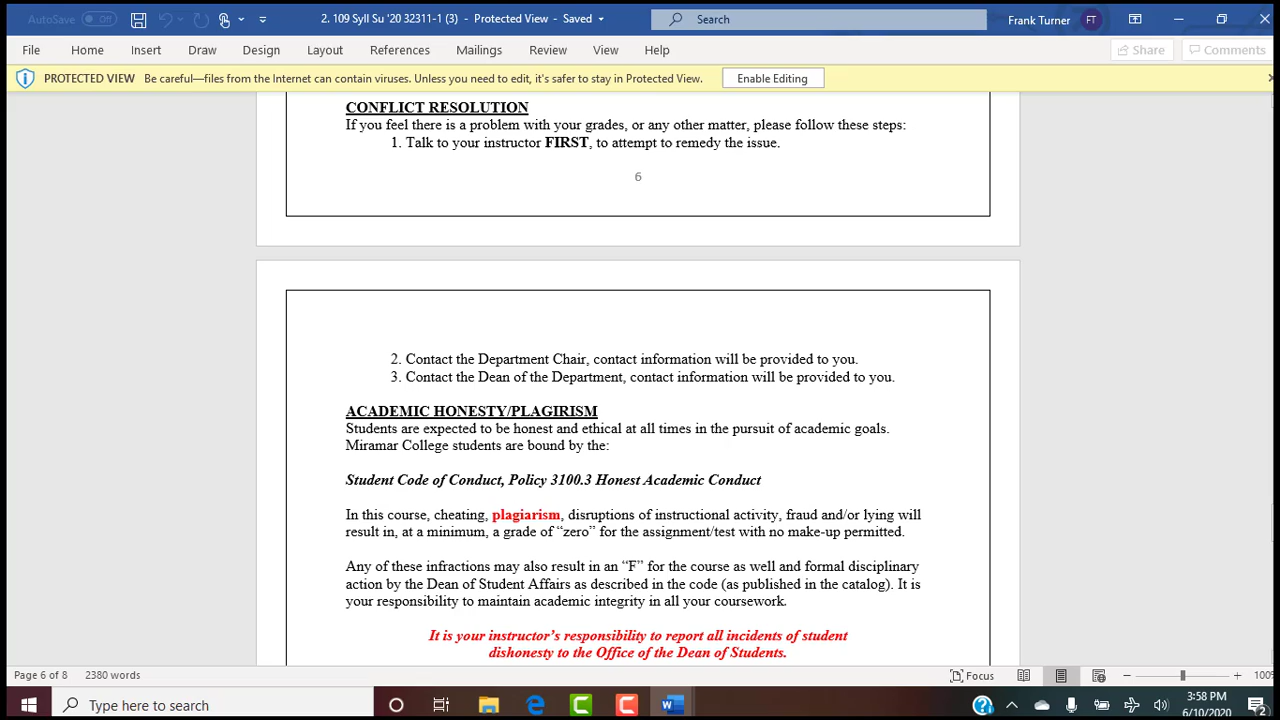 AutoSave Off 2. 109 Syll Su '20 32311-1 (3) - Protected View - Saved Search Frank Turner FT
File Home Insert Draw Design Layout References Mailings Review View Help Share Comments
PROTECTED VIEW Be careful—files from the Internet can contain viruses. Unless you need to edit, it's safer to stay in Protected View. Enable Editing
CONFLICT RESOLUTION
If you feel there is a problem with your grades, or any other matter, please follow these steps:
1. Talk to your instructor FIRST, to attempt to remedy the issue.
6
2. Contact the Department Chair, contact information will be provided to you.
3. Contact the Dean of the Department, contact information will be provided to you.
ACADEMIC HONESTY/PLAGIRISM
Students are expected to be honest and ethical at all times in the pursuit of academic goals.
Miramar College students are bound by the:
Student Code of Conduct, Policy 3100.3 Honest Academic Conduct
In this course, cheating, plagiarism, disruptions of instructional activity, fraud and/or lying will
result in, at a minimum, a grade of “zero” for the assignment/test with no make-up permitted.
Any of these infractions may also result in an “F” for the course as well and formal disciplinary
action by the Dean of Student Affairs as described in the code (as published in the catalog). It is
your responsibility to maintain academic integrity in all your coursework.
It is your instructor’s responsibility to report all incidents of student
dishonesty to the Office of the Dean of Students.
Page 6 of 8 2380 words Focus 100%
Type here to search 3:58 PM
6/10/2020 2